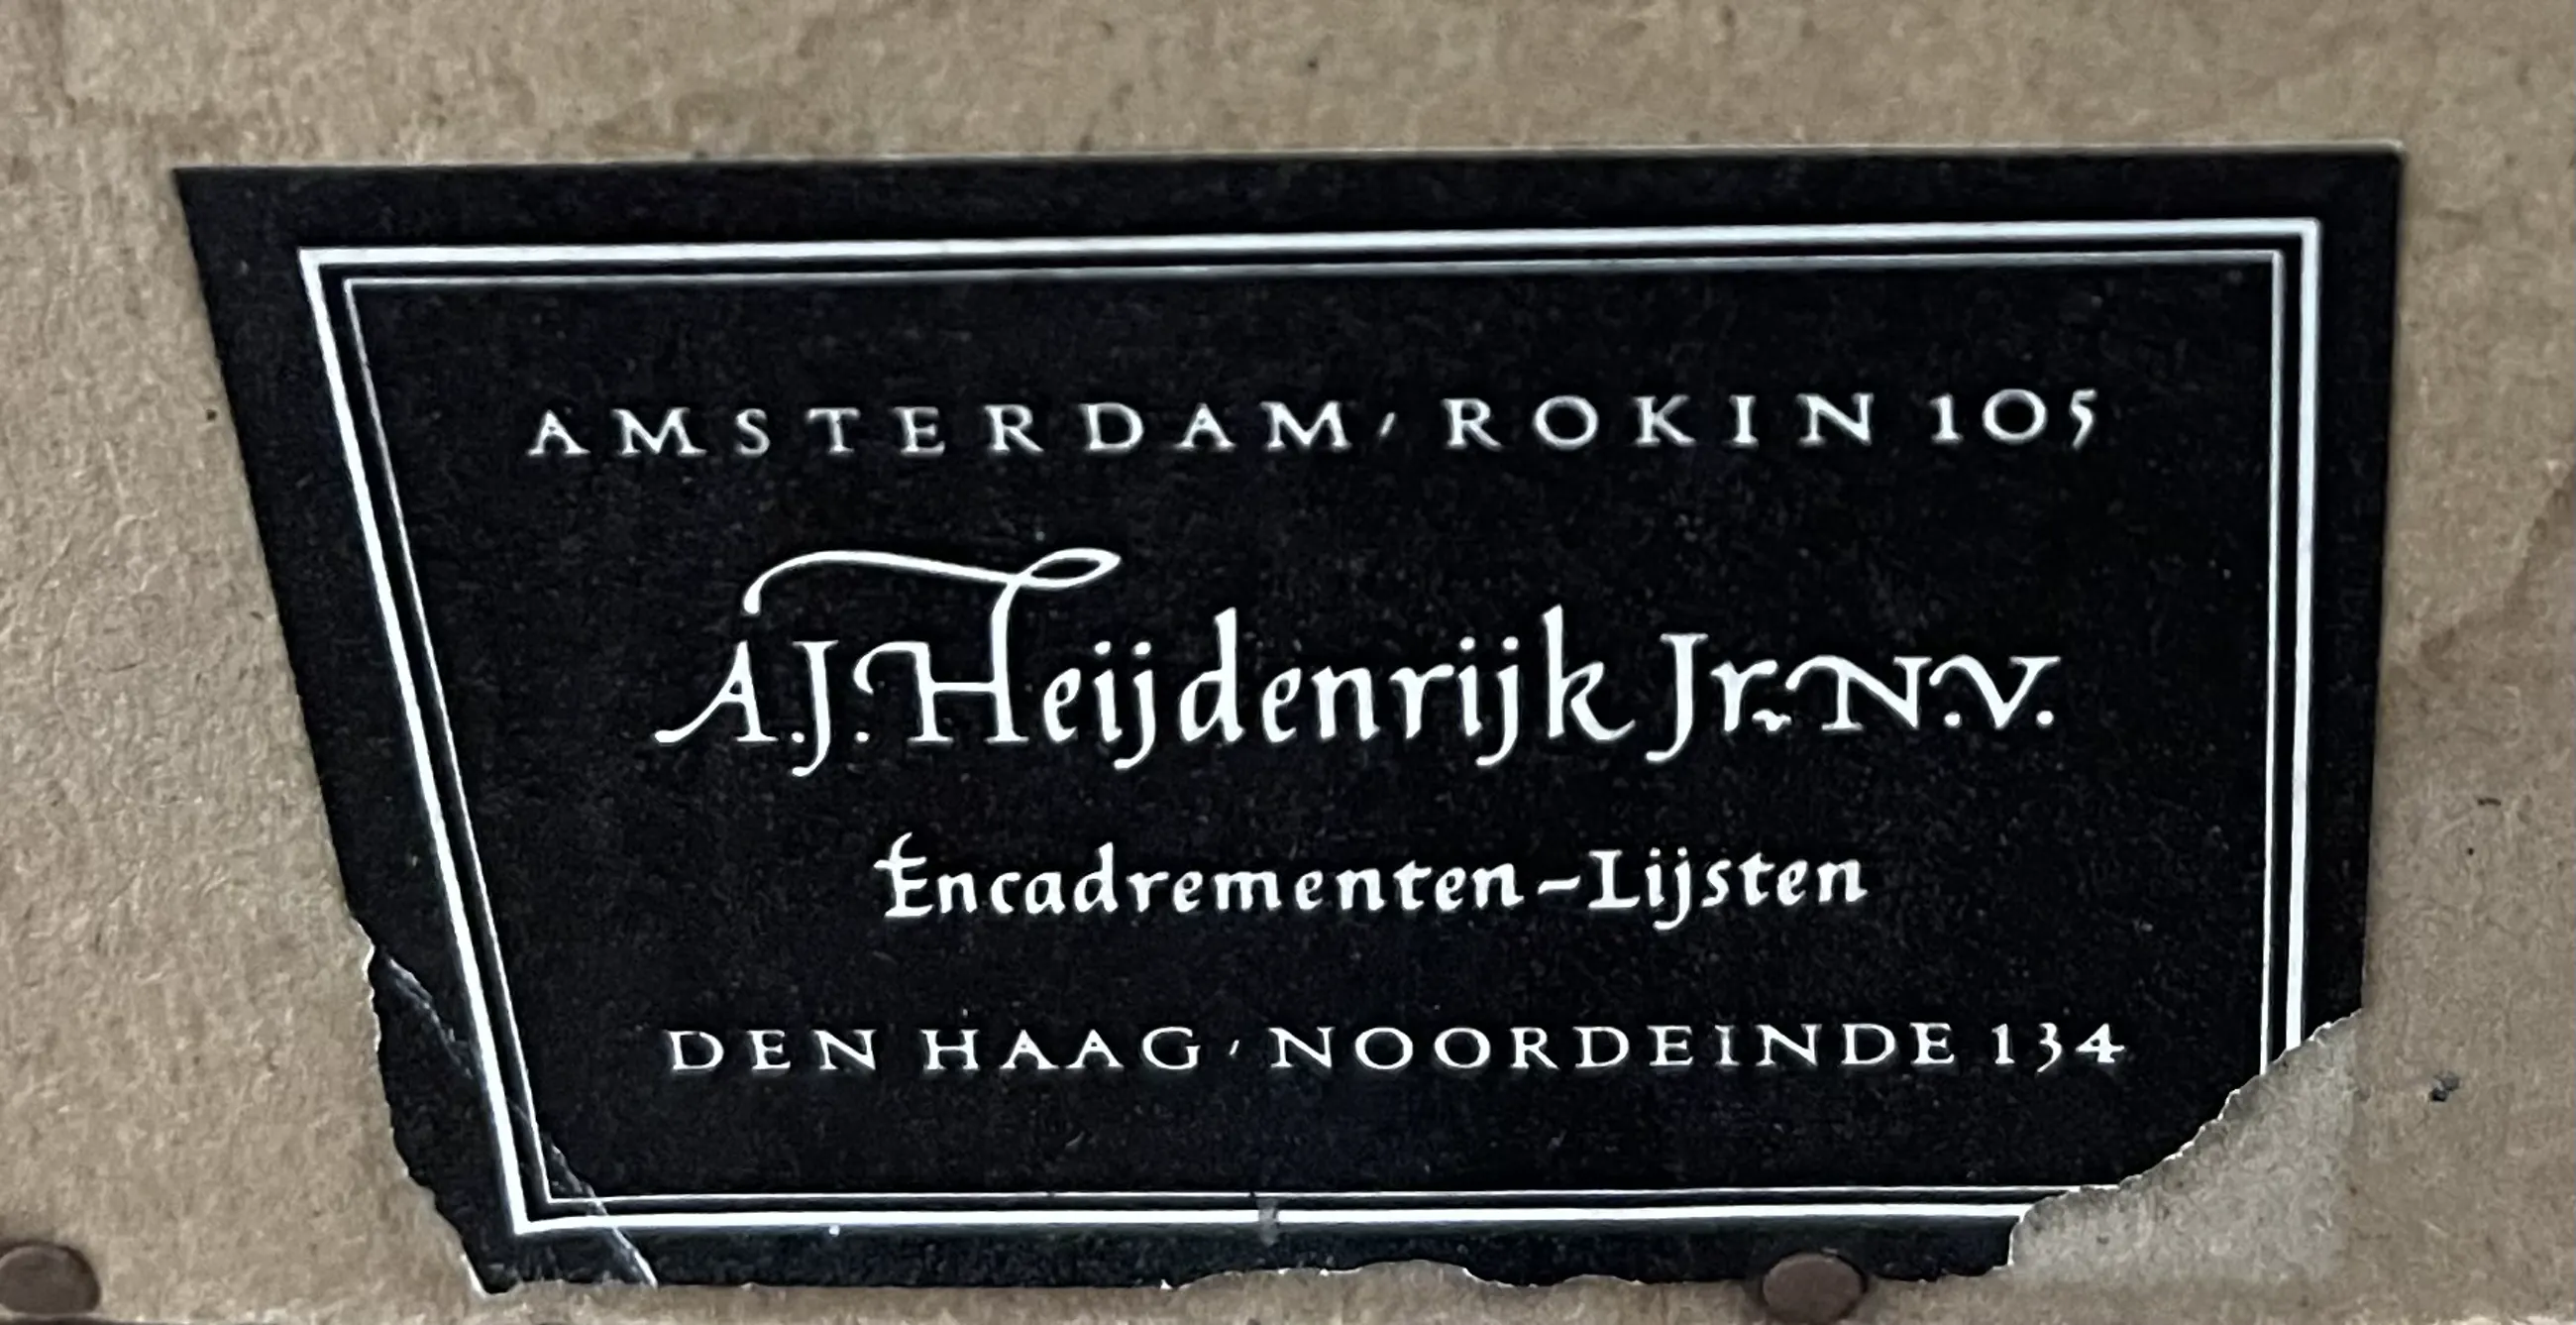 AMSTERDAM, ROKIN 105
A.J. Heijdenrijk Jr. N.V.
Encadrementen-Lijsten
DEN HAAG, NOORDEINDE 134